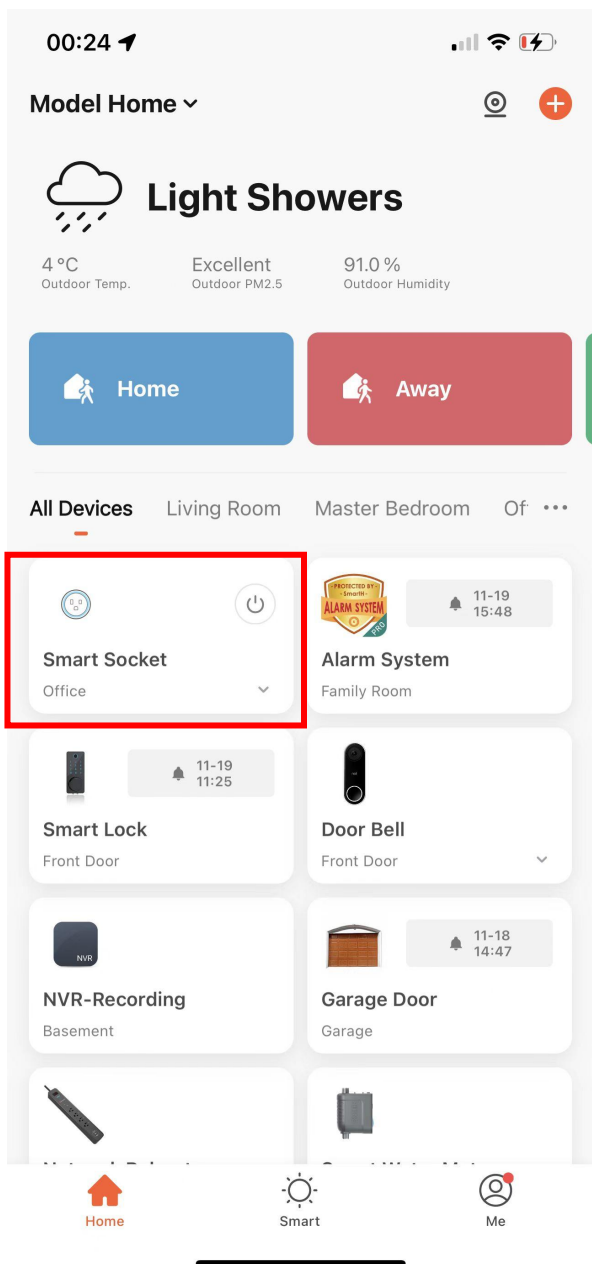 00:24
Model Home
Light Showers
4°C
Outdoor Temp.
Excellent
Outdoor PM2.5
91.0 %
Outdoor Humidity
Home
Away
All Devices
Living Room
Master Bedroom
Of
Smart Socket
Office
PROTECTED BY
SmartH
ALARM SYSTEM
PRO
11-19
15:48
Alarm System
Family Room
11-19
11:25
Smart Lock
Front Door
Door Bell
Front Door
NVR
NVR-Recording
Basement
11-18
14:47
Garage Door
Garage
Home
Smart
Me